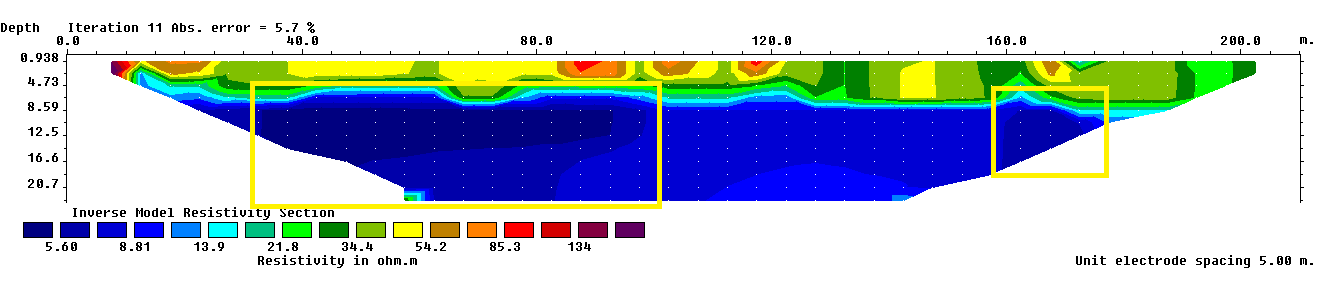 Depth Iteration 11 Abs. error = 5.7 %
0.0 40.0 80.0 120.0 160.0 200.0 m.
0.938
4.73
8.59
12.5
16.6
20.7
Inverse Model Resistivity Section
5.60 8.81 13.9 21.8 34.4 54.2 85.3 134
Resistivity in ohm.m Unit electrode spacing 5.00 m.